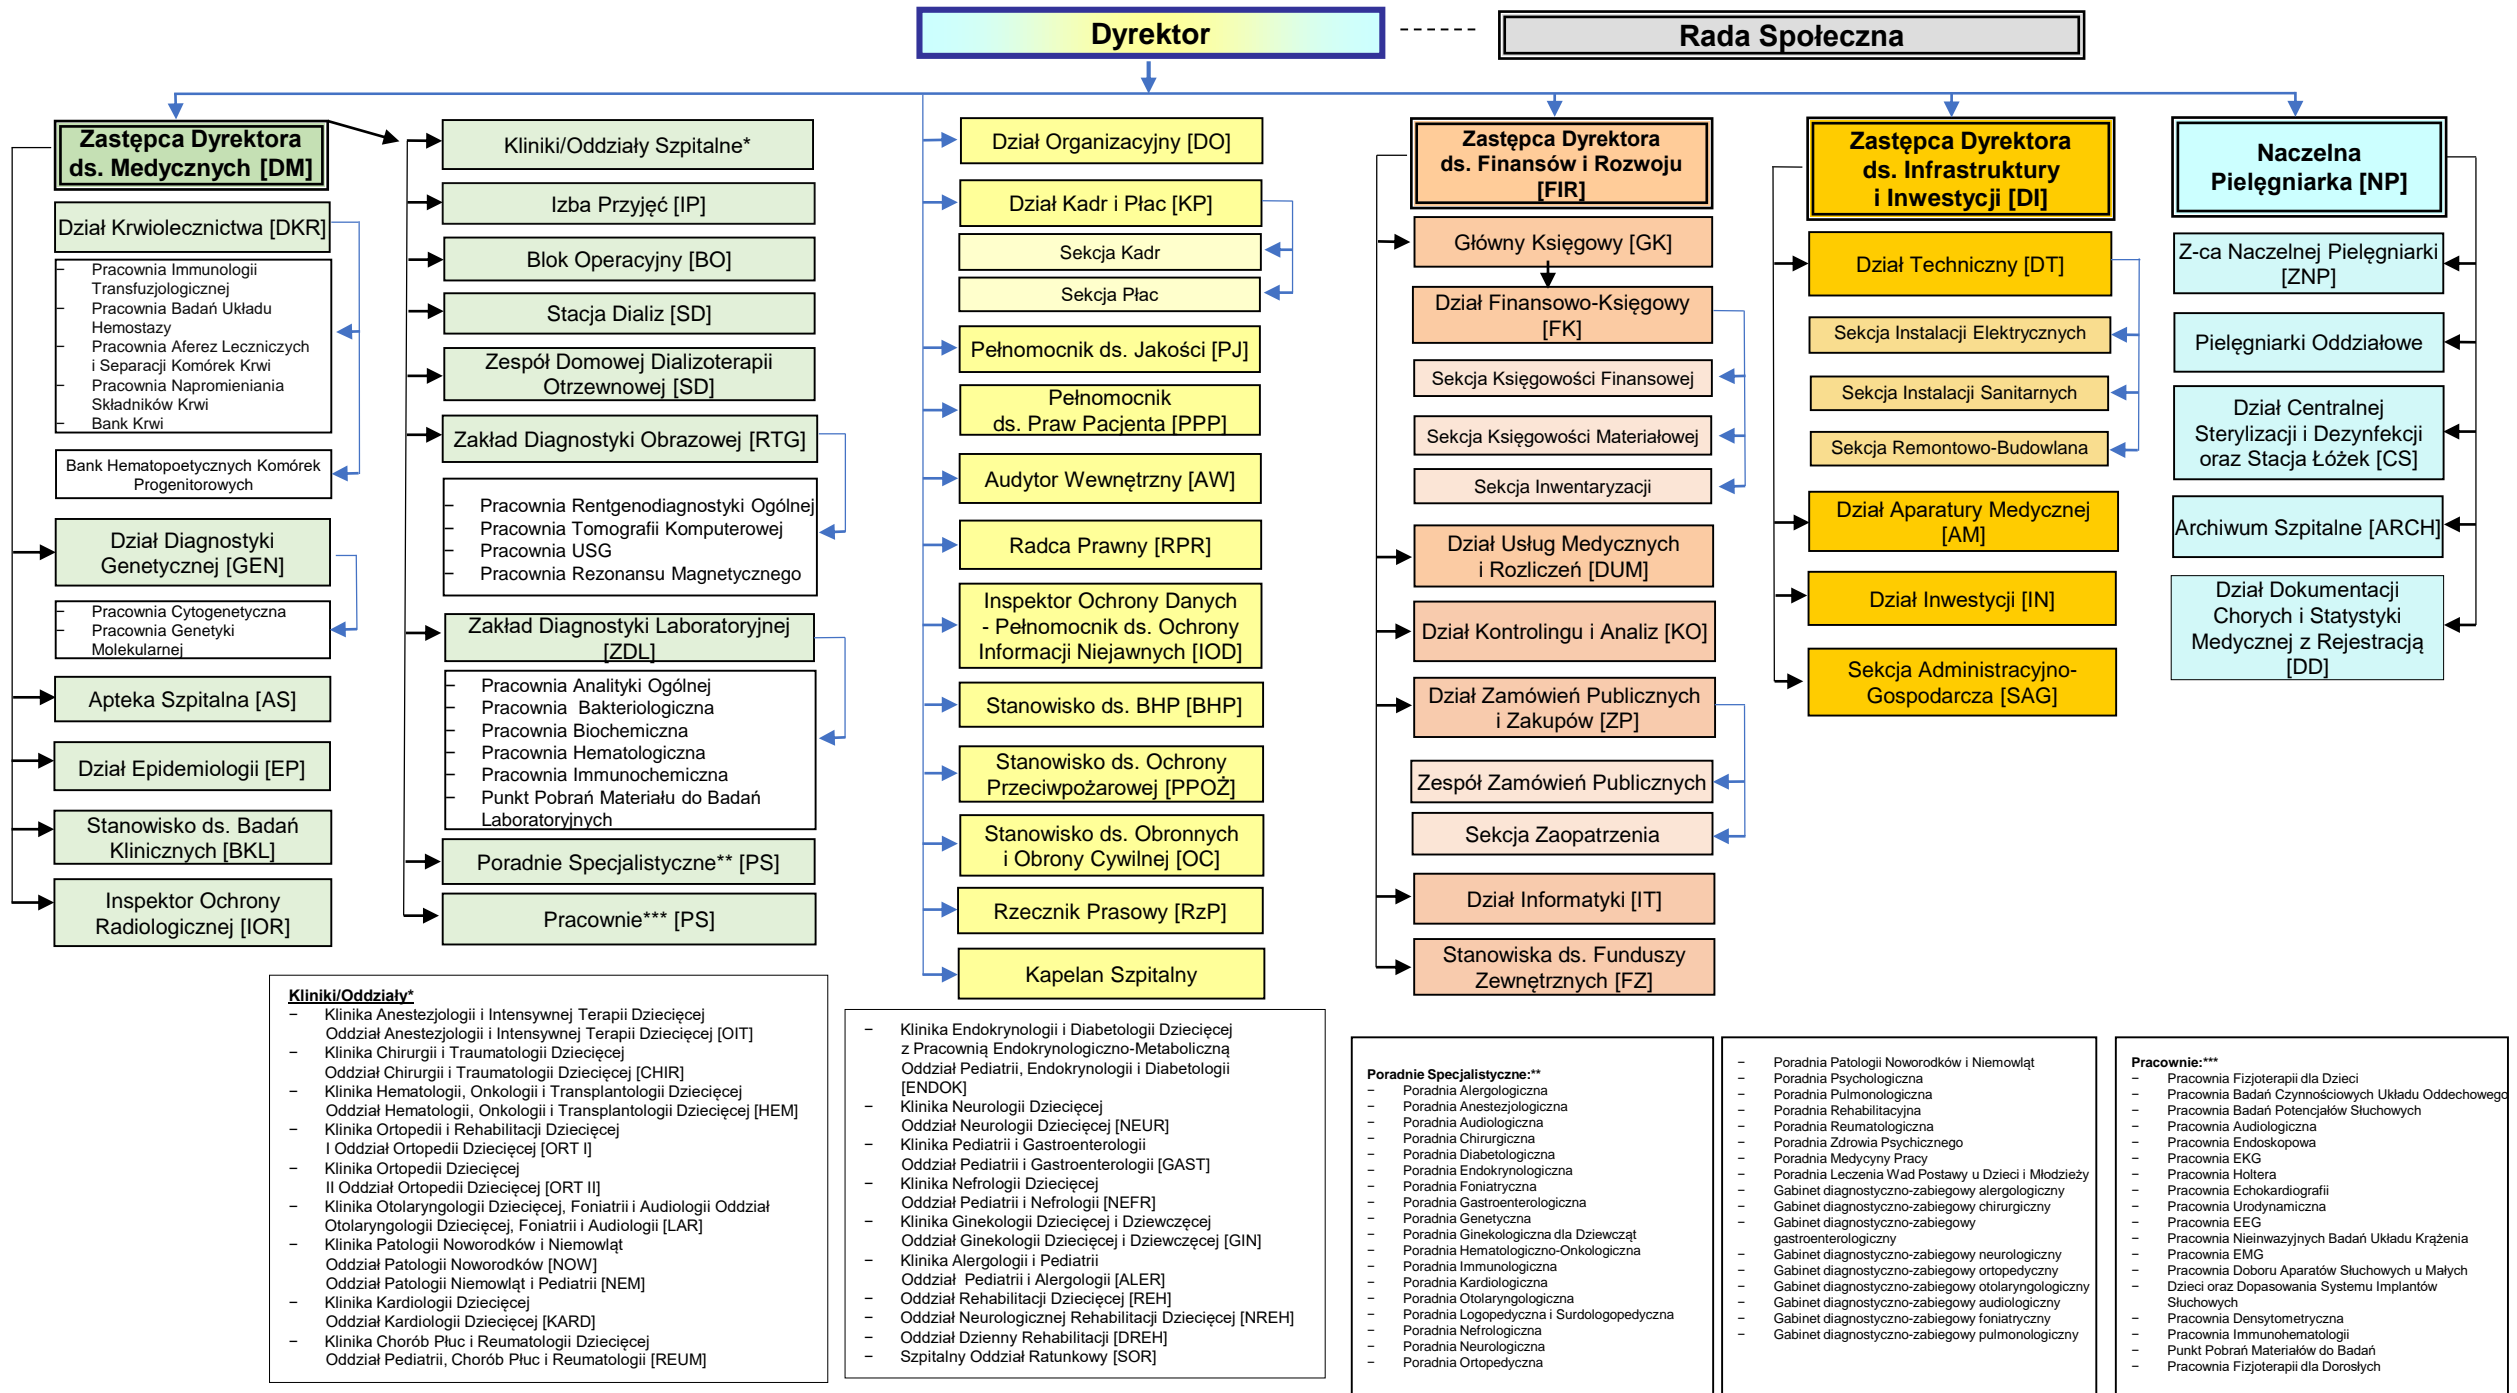 Dyrektor
Rada Społeczna
Zastępca Dyrektora
ds. Medycznych [DM]
Dział Krwiolecznictwa [DKR]
– Pracownia Immunologii
Transfuzjologicznej
– Pracownia Badań Układu
Hemostazy
– Pracownia Aferez Leczniczych
i Separacji Komórek Krwi
– Pracownia Napromieniania
Składników Krwi
– Bank Krwi
Bank Hematopoetycznych Komórek
Progenitorowych
Dział Diagnostyki
Genetycznej [GEN]
– Pracownia Cytogenetyczna
– Pracownia Genetyki
Molekularnej
Apteka Szpitalna [AS]
Dział Epidemiologii [EP]
Stanowisko ds. Badań
Klinicznych [BKL]
Inspektor Ochrony
Radiologicznej [IOR]
Kliniki/Oddziały Szpitalne*
Izba Przyjęć [IP]
Blok Operacyjny [BO]
Stacja Dializ [SD]
Zespół Domowej Dializoterapii
Otrzewnowej [SD]
Zakład Diagnostyki Obrazowej [RTG]
– Pracownia Rentgenodiagnostyki Ogólnej
– Pracownia Tomografii Komputerowej
– Pracownia USG
– Pracownia Rezonansu Magnetycznego
Zakład Diagnostyki Laboratoryjnej
[ZDL]
– Pracownia Analityki Ogólnej
– Pracownia Bakteriologiczna
– Pracownia Biochemiczna
– Pracownia Hematologiczna
– Pracownia Immunochemiczna
– Punkt Pobrań Materiału do Badań
Laboratoryjnych
Poradnie Specjalistyczne** [PS]
Pracownie*** [PS]
Dział Organizacyjny [DO]
Dział Kadr i Płac [KP]
Sekcja Kadr
Sekcja Płac
Pełnomocnik ds. Jakości [PJ]
Pełnomocnik
ds. Praw Pacjenta [PPP]
Audytor Wewnętrzny [AW]
Radca Prawny [RPR]
Inspektor Ochrony Danych
- Pełnomocnik ds. Ochrony
Informacji Niejawnych [IOD]
Stanowisko ds. BHP [BHP]
Stanowisko ds. Ochrony
Przeciwpożarowej [PPOŻ]
Stanowisko ds. Obronnych
i Obrony Cywilnej [OC]
Rzecznik Prasowy [RzP]
Kapelan Szpitalny
Zastępca Dyrektora
ds. Finansów i Rozwoju
[FIR]
Główny Księgowy [GK]
Dział Finansowo-Księgowy
[FK]
Sekcja Księgowości Finansowej
Sekcja Księgowości Materiałowej
Sekcja Inwentaryzacji
Dział Usług Medycznych
i Rozliczeń [DUM]
Dział Kontrolingu i Analiz [KO]
Dział Zamówień Publicznych
i Zakupów [ZP]
Zespół Zamówień Publicznych
Sekcja Zaopatrzenia
Dział Informatyki [IT]
Stanowiska ds. Funduszy
Zewnętrznych [FZ]
Zastępca Dyrektora
ds. Infrastruktury
i Inwestycji [DI]
Dział Techniczny [DT]
Sekcja Instalacji Elektrycznych
Sekcja Instalacji Sanitarnych
Sekcja Remontowo-Budowlana
Dział Aparatury Medycznej
[AM]
Dział Inwestycji [IN]
Sekcja Administracyjno-
Gospodarcza [SAG]
Naczelna
Pielęgniarka [NP]
Z-ca Naczelnej Pielęgniarki
[ZNP]
Pielęgniarki Oddziałowe
Dział Centralnej
Sterylizacji i Dezynfekcji
oraz Stacja Łóżek [CS]
Archiwum Szpitalne [ARCH]
Dział Dokumentacji
Chorych i Statystyki
Medycznej z Rejestracją
[DD]
Kliniki/Oddziały*
– Klinika Anestezjologii i Intensywnej Terapii Dziecięcej
Oddział Anestezjologii i Intensywnej Terapii Dziecięcej [OIT]
– Klinika Chirurgii i Traumatologii Dziecięcej
Oddział Chirurgii i Traumatologii Dziecięcej [CHIR]
– Klinika Hematologii, Onkologii i Transplantologii Dziecięcej
Oddział Hematologii, Onkologii i Transplantologii Dziecięcej [HEM]
– Klinika Ortopedii i Rehabilitacji Dziecięcej
I Oddział Ortopedii Dziecięcej [ORT I]
– Klinika Ortopedii Dziecięcej
II Oddział Ortopedii Dziecięcej [ORT II]
– Klinika Otolaryngologii Dziecięcej, Foniatrii i Audiologii Oddział
Otolaryngologii Dziecięcej, Foniatrii i Audiologii [LAR]
– Klinika Patologii Noworodków i Niemowląt
Oddział Patologii Noworodków [NOW]
Oddział Patologii Niemowląt i Pediatrii [NEM]
– Klinika Kardiologii Dziecięcej
Oddział Kardiologii Dziecięcej [KARD]
– Klinika Chorób Płuc i Reumatologii Dziecięcej
Oddział Pediatrii, Chorób Płuc i Reumatologii [REUM]
– Klinika Endokrynologii i Diabetologii Dziecięcej
z Pracownią Endokrynologiczno-Metaboliczną
Oddział Pediatrii, Endokrynologii i Diabetologii
[ENDOK]
– Klinika Neurologii Dziecięcej
Oddział Neurologii Dziecięcej [NEUR]
– Klinika Pediatrii i Gastroenterologii
Oddział Pediatrii i Gastroenterologii [GAST]
– Klinika Nefrologii Dziecięcej
Oddział Pediatrii i Nefrologii [NEFR]
– Klinika Ginekologii Dziecięcej i Dziewczęcej
Oddział Ginekologii Dziecięcej i Dziewczęcej [GIN]
– Klinika Alergologii i Pediatrii
Oddział Pediatrii i Alergologii [ALER]
– Oddział Rehabilitacji Dziecięcej [REH]
– Oddział Neurologicznej Rehabilitacji Dziecięcej [NREH]
– Oddział Dzienny Rehabilitacji [DREH]
– Szpitalny Oddział Ratunkowy [SOR]
Poradnie Specjalistyczne:**
– Poradnia Alergologiczna
– Poradnia Anestezjologiczna
– Poradnia Audiologiczna
– Poradnia Chirurgiczna
– Poradnia Diabetologiczna
– Poradnia Endokrynologiczna
– Poradnia Foniatryczna
– Poradnia Gastroenterologiczna
– Poradnia Genetyczna
– Poradnia Ginekologiczna dla Dziewcząt
– Poradnia Hematologiczno-Onkologiczna
– Poradnia Immunologiczna
– Poradnia Kardiologiczna
– Poradnia Otolaryngologiczna
– Poradnia Logopedyczna i Surdologopedyczna
– Poradnia Nefrologiczna
– Poradnia Neurologiczna
– Poradnia Ortopedyczna
– Poradnia Patologii Noworodków i Niemowląt
– Poradnia Psychologiczna
– Poradnia Pulmonologiczna
– Poradnia Rehabilitacyjna
– Poradnia Reumatologiczna
– Poradnia Zdrowia Psychicznego
– Poradnia Medycyny Pracy
– Poradnia Leczenia Wad Postawy u Dzieci i Młodzieży
– Gabinet diagnostyczno-zabiegowy alergologiczny
– Gabinet diagnostyczno-zabiegowy chirurgiczny
– Gabinet diagnostyczno-zabiegowy
gastroenterologiczny
– Gabinet diagnostyczno-zabiegowy neurologiczny
– Gabinet diagnostyczno-zabiegowy ortopedyczny
– Gabinet diagnostyczno-zabiegowy otolaryngologiczny
– Gabinet diagnostyczno-zabiegowy audiologiczny
– Gabinet diagnostyczno-zabiegowy foniatryczny
– Gabinet diagnostyczno-zabiegowy pulmonologiczny
Pracownie:***
– Pracownia Fizjoterapii dla Dzieci
– Pracownia Badań Czynnościowych Układu Oddechowego
– Pracownia Badań Potencjałów Słuchowych
– Pracownia Audiologiczna
– Pracownia Endoskopowa
– Pracownia EKG
– Pracownia Holtera
– Pracownia Echokardiografii
– Pracownia Urodynamiczna
– Pracownia EEG
– Pracownia Nieinwazyjnych Badań Układu Krążenia
– Pracownia EMG
– Pracownia Doboru Aparatów Słuchowych u Małych
– Dzieci oraz Dopasowania Systemu Implantów
Słuchowych
– Pracownia Densytometryczna
– Pracownia Immunohematologii
– Punkt Pobrań Materiałów do Badań
– Pracownia Fizjoterapii dla Dorosłych